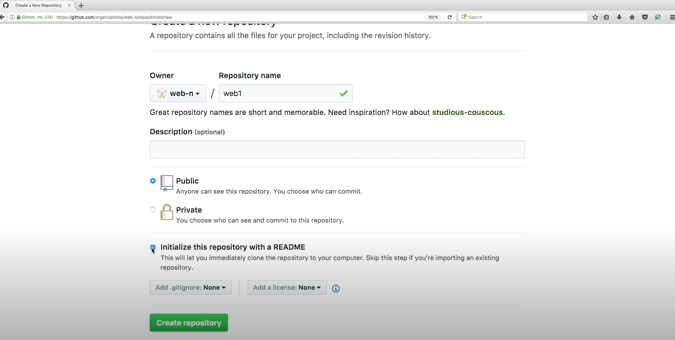 Create a New Repository
GitHub, Inc. (US) https://github.com/organizations/web-n/repositories/new
Search
Create a new repository
A repository contains all the files for your project, including the revision history.
Owner Repository name
web-n / web1
Great repository names are short and memorable. Need inspiration? How about studious-couscous.
Description (optional)
Public
Anyone can see this repository. You choose who can commit.
Private
You choose who can see and commit to this repository.
Initialize this repository with a README
This will let you immediately clone the repository to your computer. Skip this step if you're importing an existing
repository.
Add .gitignore: None Add a license: None
Create repository